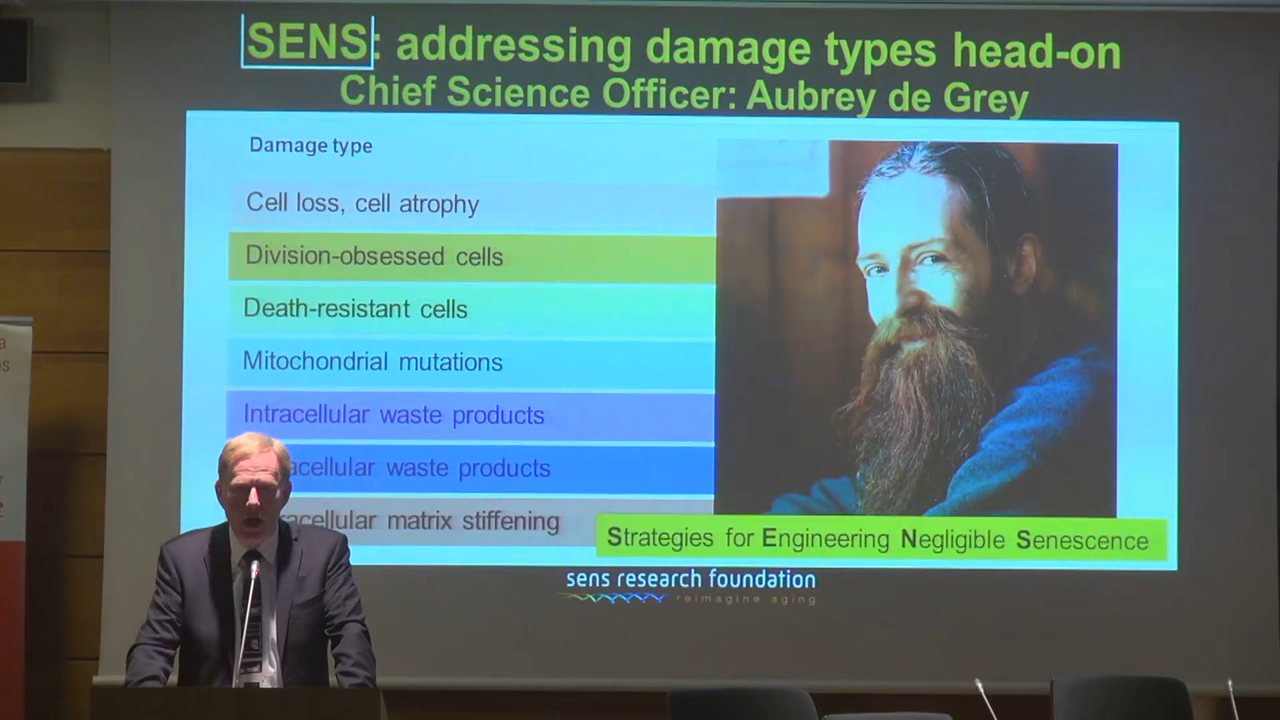 SENS: addressing damage types head-on
Chief Science Officer: Aubrey de Grey
Damage type
Cell loss, cell atrophy
Division-obsessed cells
Death-resistant cells
Mitochondrial mutations
Intracellular waste products
acellular waste products
acellular matrix stiffening
Strategies for Engineering Negligible Senescence
sens research foundation
reimagine aging